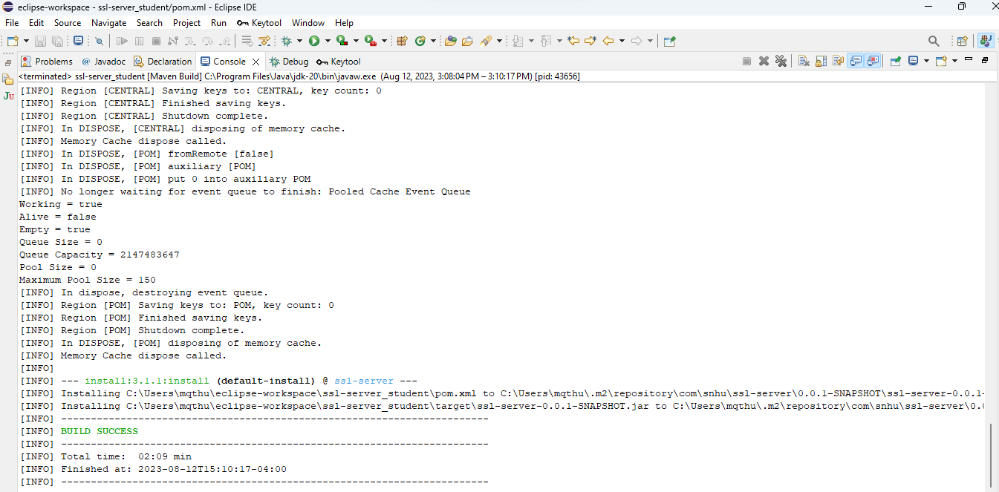 eclipse-workspace - ssl-server_student/pom.xml - Eclipse IDE
File Edit Source Navigate Search Project Run Keytool Window Help
Problems Javadoc Declaration Console Debug Keytool
<terminated> ssl-server_student [Maven Build] C:\Program Files\Java\jdk-20\bin\javaw.exe (Aug 12, 2023, 3:08:04 PM – 3:10:17 PM) [pid: 43656]
[INFO] Region [CENTRAL] Saving keys to: CENTRAL, key count: 0
[INFO] Region [CENTRAL] Finished saving keys.
[INFO] Region [CENTRAL] Shutdown complete.
[INFO] In DISPOSE, [CENTRAL] disposing of memory cache.
[INFO] Memory Cache dispose called.
[INFO] In DISPOSE, [POM] fromRemote [false]
[INFO] In DISPOSE, [POM] auxiliary [POM]
[INFO] In DISPOSE, [POM] put 0 into auxiliary POM
[INFO] No longer waiting for event queue to finish: Pooled Cache Event Queue
Working = true
Alive = false
Empty = true
Queue Size = 0
Queue Capacity = 2147483647
Pool Size = 0
Maximum Pool Size = 150
[INFO] In dispose, destroying event queue.
[INFO] Region [POM] Saving keys to: POM, key count: 0
[INFO] Region [POM] Finished saving keys.
[INFO] Region [POM] Shutdown complete.
[INFO] In DISPOSE, [POM] disposing of memory cache.
[INFO] Memory Cache dispose called.
[INFO]
[INFO] --- install:3.1.1:install (default-install) @ ssl-server ---
[INFO] Installing C:\Users\mqthu\eclipse-workspace\ssl-server_student\pom.xml to C:\Users\mqthu\.m2\repository\com\snhu\ssl-server\0.0.1-SNAPSHOT\ssl-server-0.0.1-
[INFO] Installing C:\Users\mqthu\eclipse-workspace\ssl-server_student\target\ssl-server-0.0.1-SNAPSHOT.jar to C:\Users\mqthu\.m2\repository\com\snhu\ssl-server\0.
[INFO] ------------------------------------------------------------------------
[INFO] BUILD SUCCESS
[INFO] ------------------------------------------------------------------------
[INFO] Total time:  02:09 min
[INFO] Finished at: 2023-08-12T15:10:17-04:00
[INFO] ------------------------------------------------------------------------